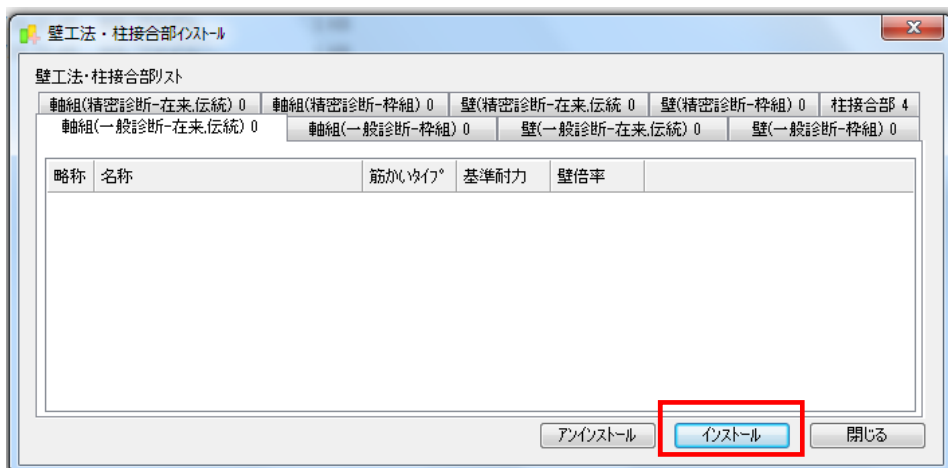 壁工法・柱接合部ｲﾝｽﾄｰﾙ
壁工法・柱接合部ﾘｽﾄ
軸組(精密診断-在来,伝統) 0 軸組(精密診断-枠組) 0 壁(精密診断-在来,伝統 0 壁(精密診断-枠組) 0 柱接合部 4
軸組(一般診断-在来,伝統) 0 軸組(一般診断-枠組) 0 壁(一般診断-在来,伝統) 0 壁(一般診断-枠組) 0
略称 名称 筋かいﾀｲﾌﾟ 基準耐力 壁倍率
ｱﾝｲﾝｽﾄｰﾙ ｲﾝｽﾄｰﾙ 閉じる